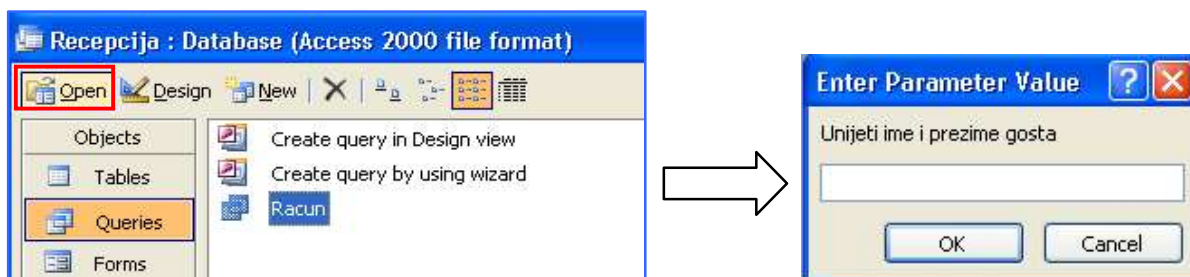 Recepcija : Database (Access 2000 file format)
Open Design New
Objects
Create query in Design view
Tables
Create query by using wizard
Queries
Racun
Forms
Enter Parameter Value
Unijeti ime i prezime gosta
OK Cancel